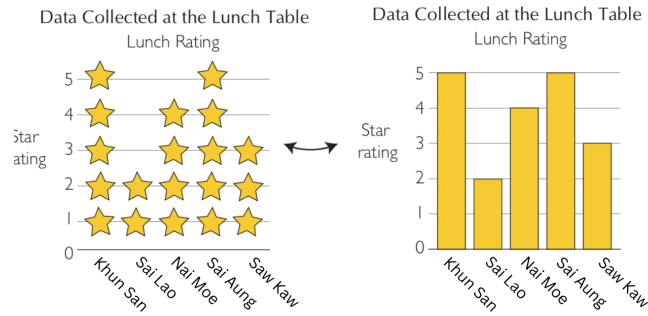 Data Collected at the Lunch Table
Lunch Rating
5
4
3
2
1
0
Star
rating
Khun San
Sai Lao
Nai Moe
Sai Aung
Saw Kaw
Data Collected at the Lunch Table
Lunch Rating
5
4
3
2
1
0
Star
rating
Khun San
Sai Lao
Nai Moe
Sai Aung
Saw Kaw